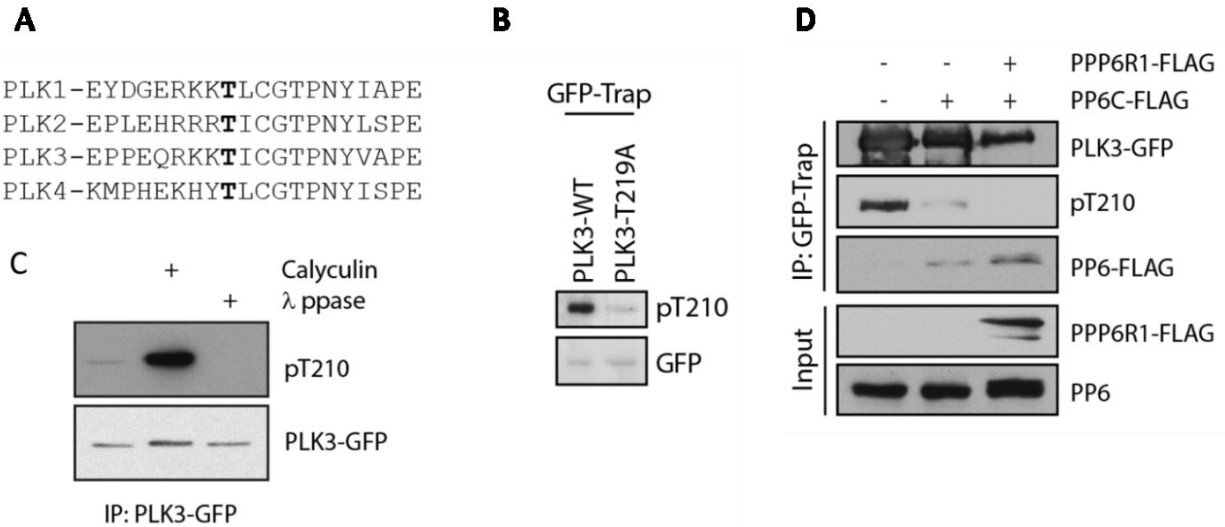 A
PLK1-EYDGERKKTLCGTPNYIAPE
PLK2-EPLEHRRRTICGTPNYLSPE
PLK3-EPPEQRKKTICGTPNYVAPE
PLK4-KMPHEKHYTLCGTPNYISPE
B
GFP-Trap
PLK3-WT
PLK3-T219A
pT210
GFP
C
+ Calyculin
+ λ ppase
pT210
PLK3-GFP
IP: PLK3-GFP
D
- - + PPP6R1-FLAG
- + + PP6C-FLAG
IP: GFP-Trap
PLK3-GFP
pT210
PP6-FLAG
Input
PPP6R1-FLAG
PP6